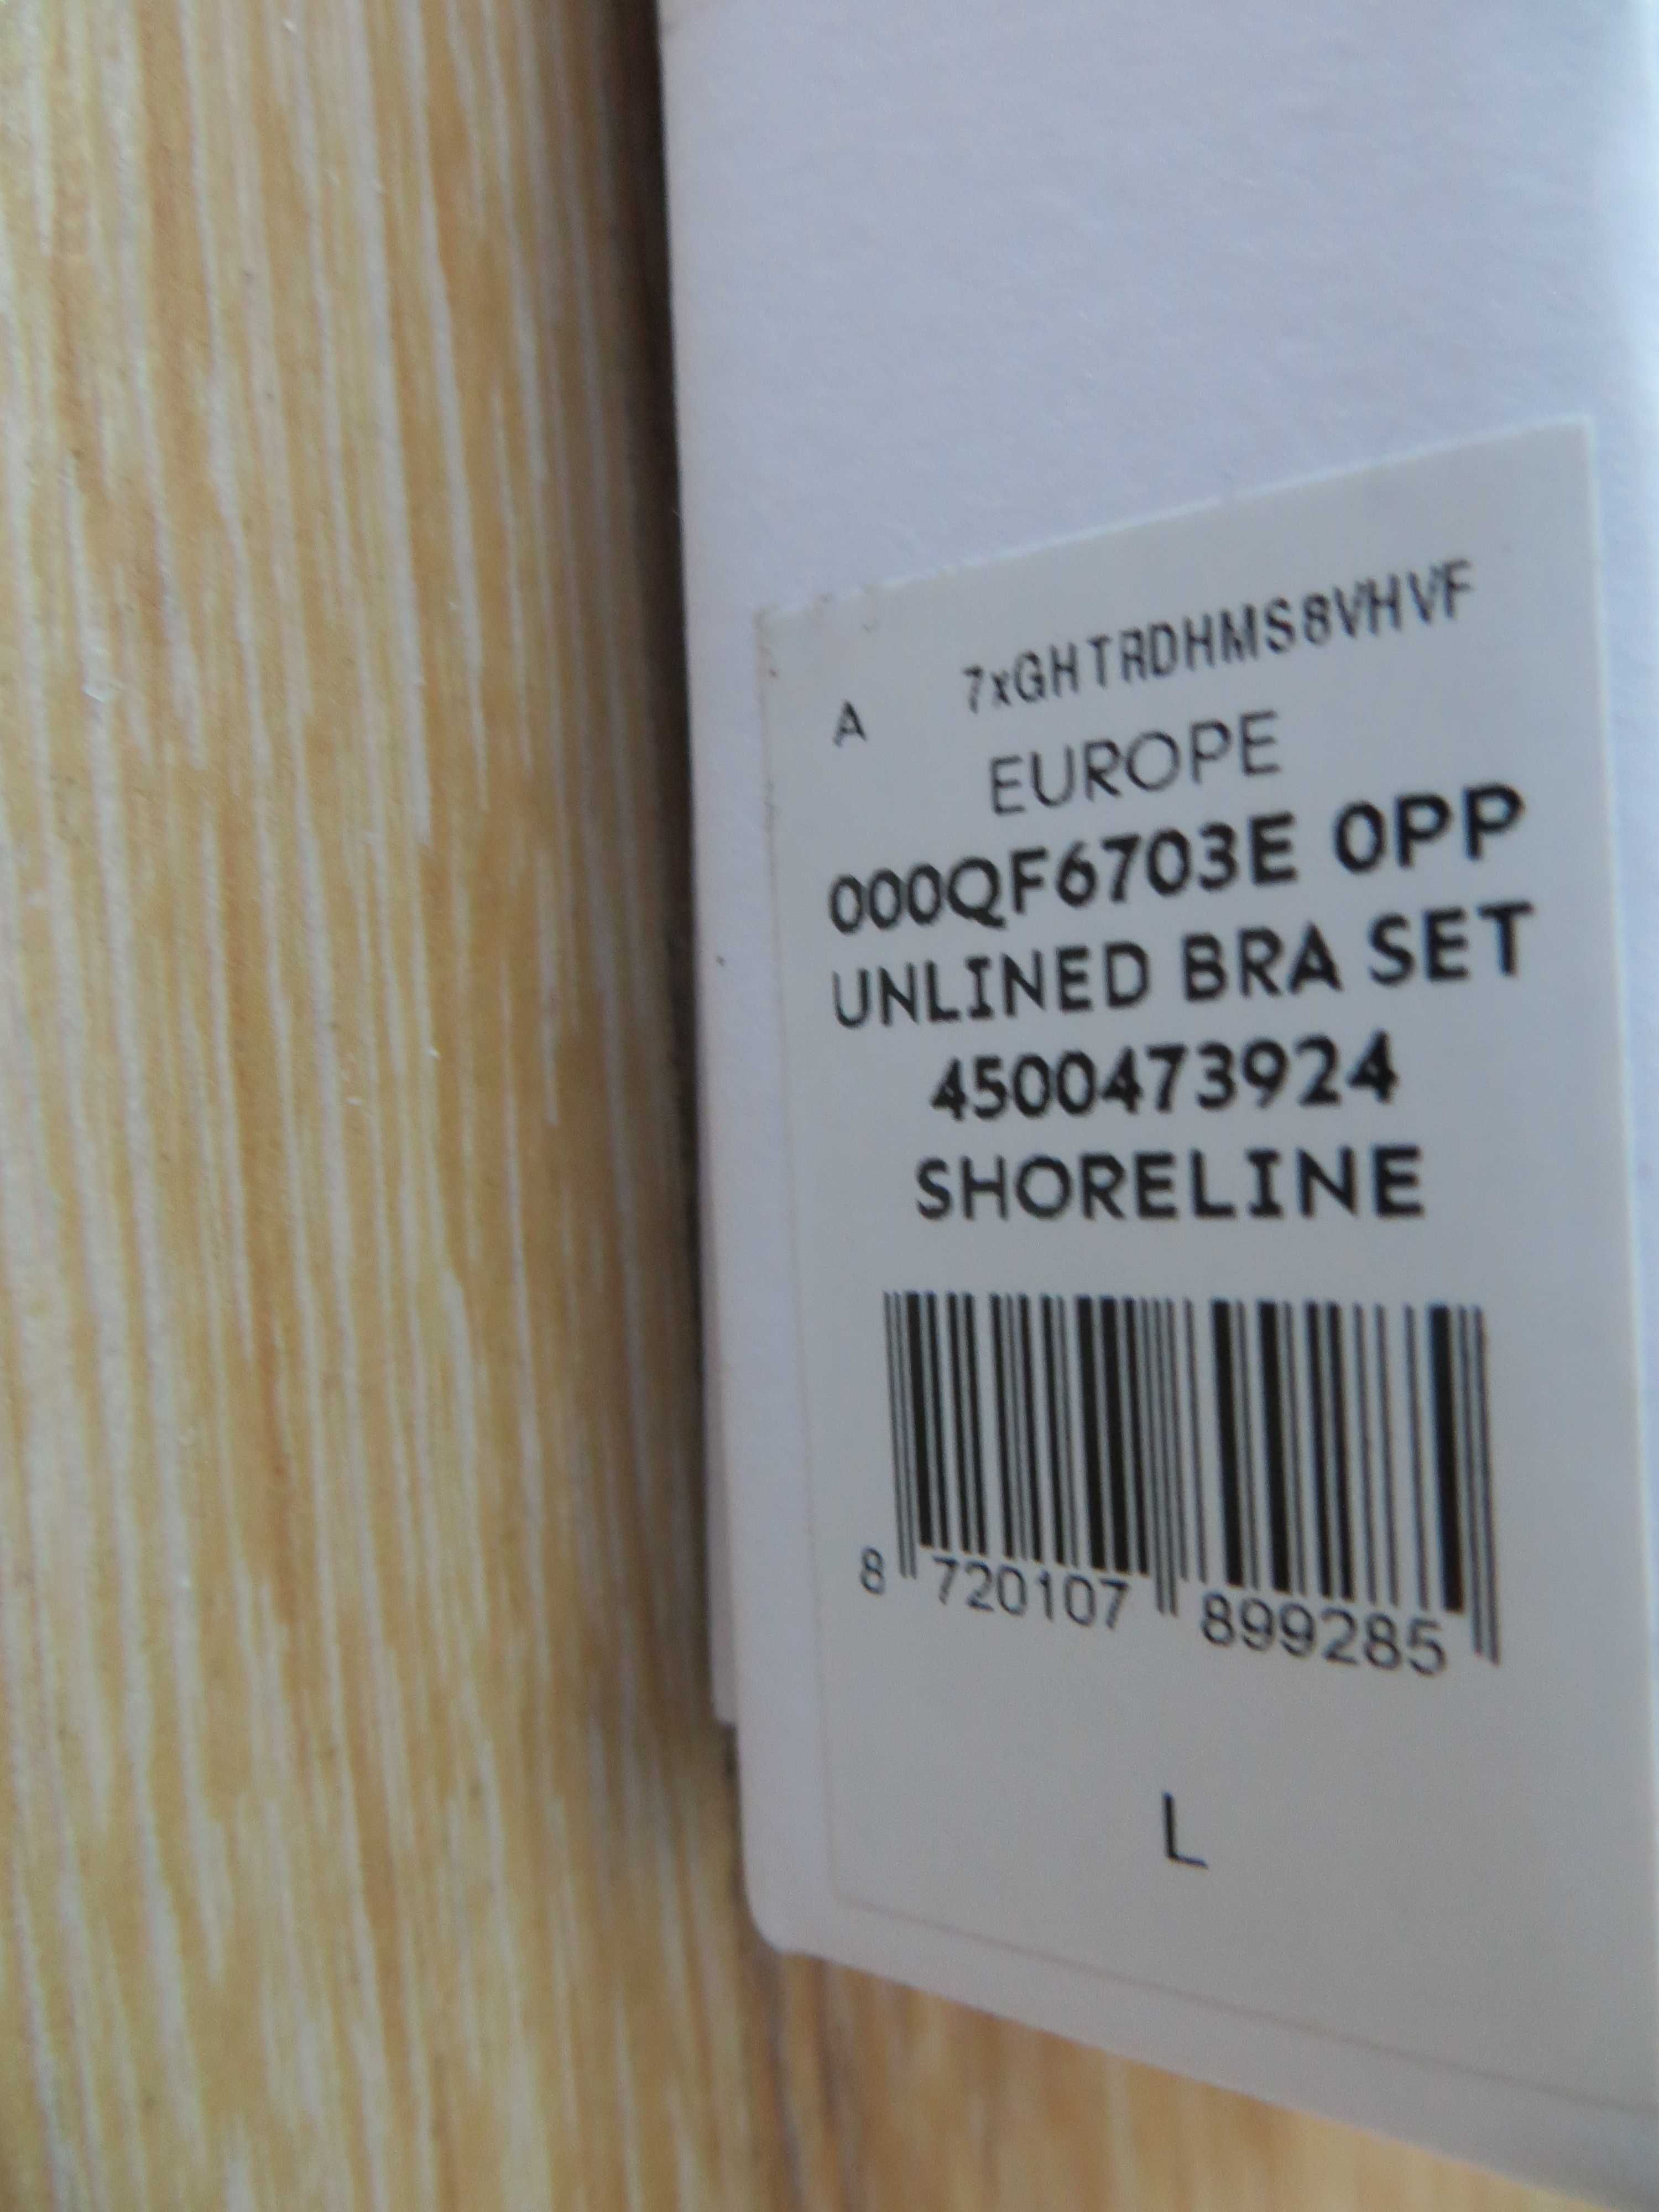 A 7xGHTRDHMS8VHVF
EUROPE
000QF6703E 0PP
UNLINED BRA SET
4500473924
SHORELINE
8 720107 899285
L